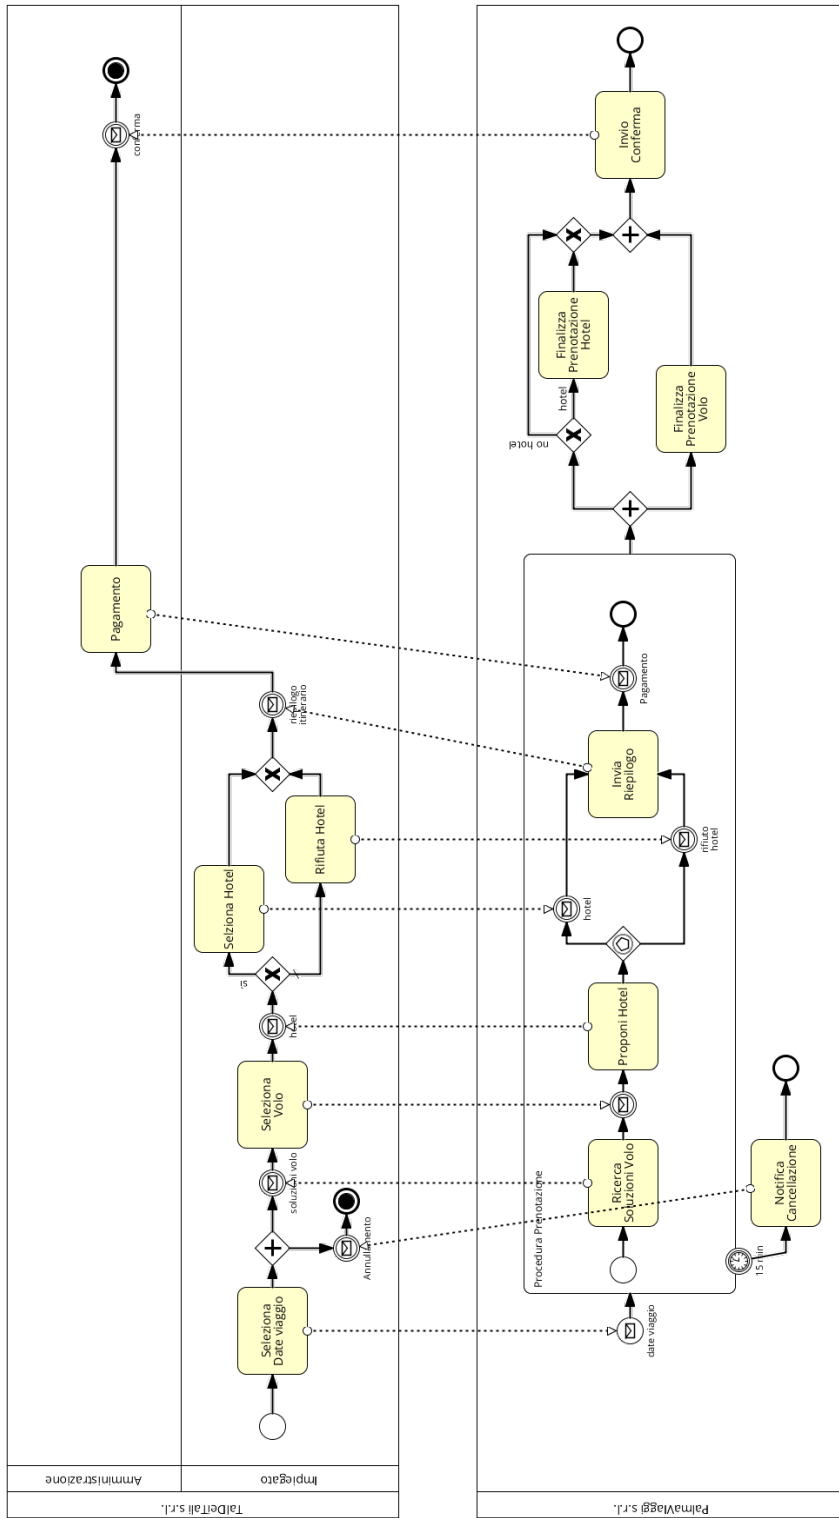 conferma
Pagamento
riepilogo
itinerario
Selziona Hotel
Rifiuta Hotel
si
hotel
Seleziona
Volo
soluzioni volo
Annullamento
Seleziona
Date viaggio
Amministrazione
Impiegato
TalDeiTali s.r.l.
Invio
Conferma
Finalizza
Prenotazione
Hotel
hotel
no hotel
Finalizza
Prenotazione
Volo
Pagamento
Invia
Riepilogo
rifiuto
hotel
hotel
Proponi Hotel
Ricerca
Soluzioni Volo
Procedura Prenotazione
Notifica
Cancellazione
15 min
date viaggio
PalmaViaggi s.r.l.